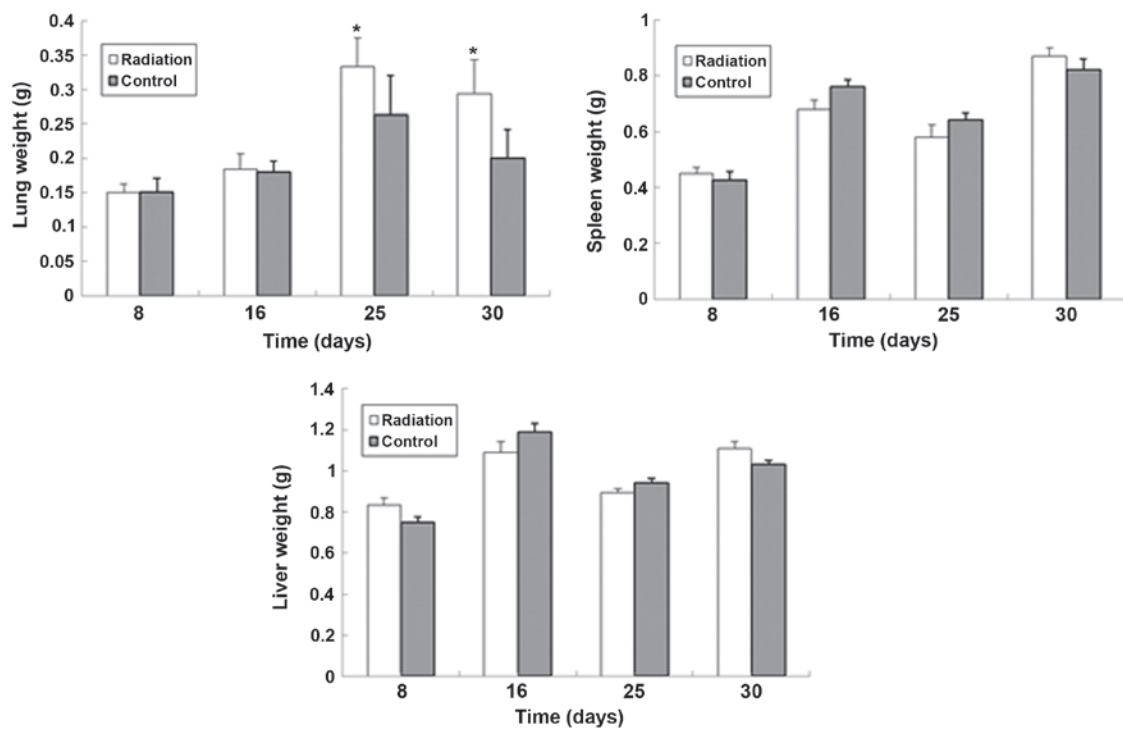 Lung weight (g)
0.4
0.35
0.3
0.25
0.2
0.15
0.1
0.05
0
Radiation
Control
*
*
8 16 25 30
Time (days)
Spleen weight (g)
1
0.8
0.6
0.4
0.2
0
Radiation
Control
8 16 25 30
Time (days)
Liver weight (g)
1.4
1.2
1
0.8
0.6
0.4
0.2
0
Radiation
Control
8 16 25 30
Time (days)